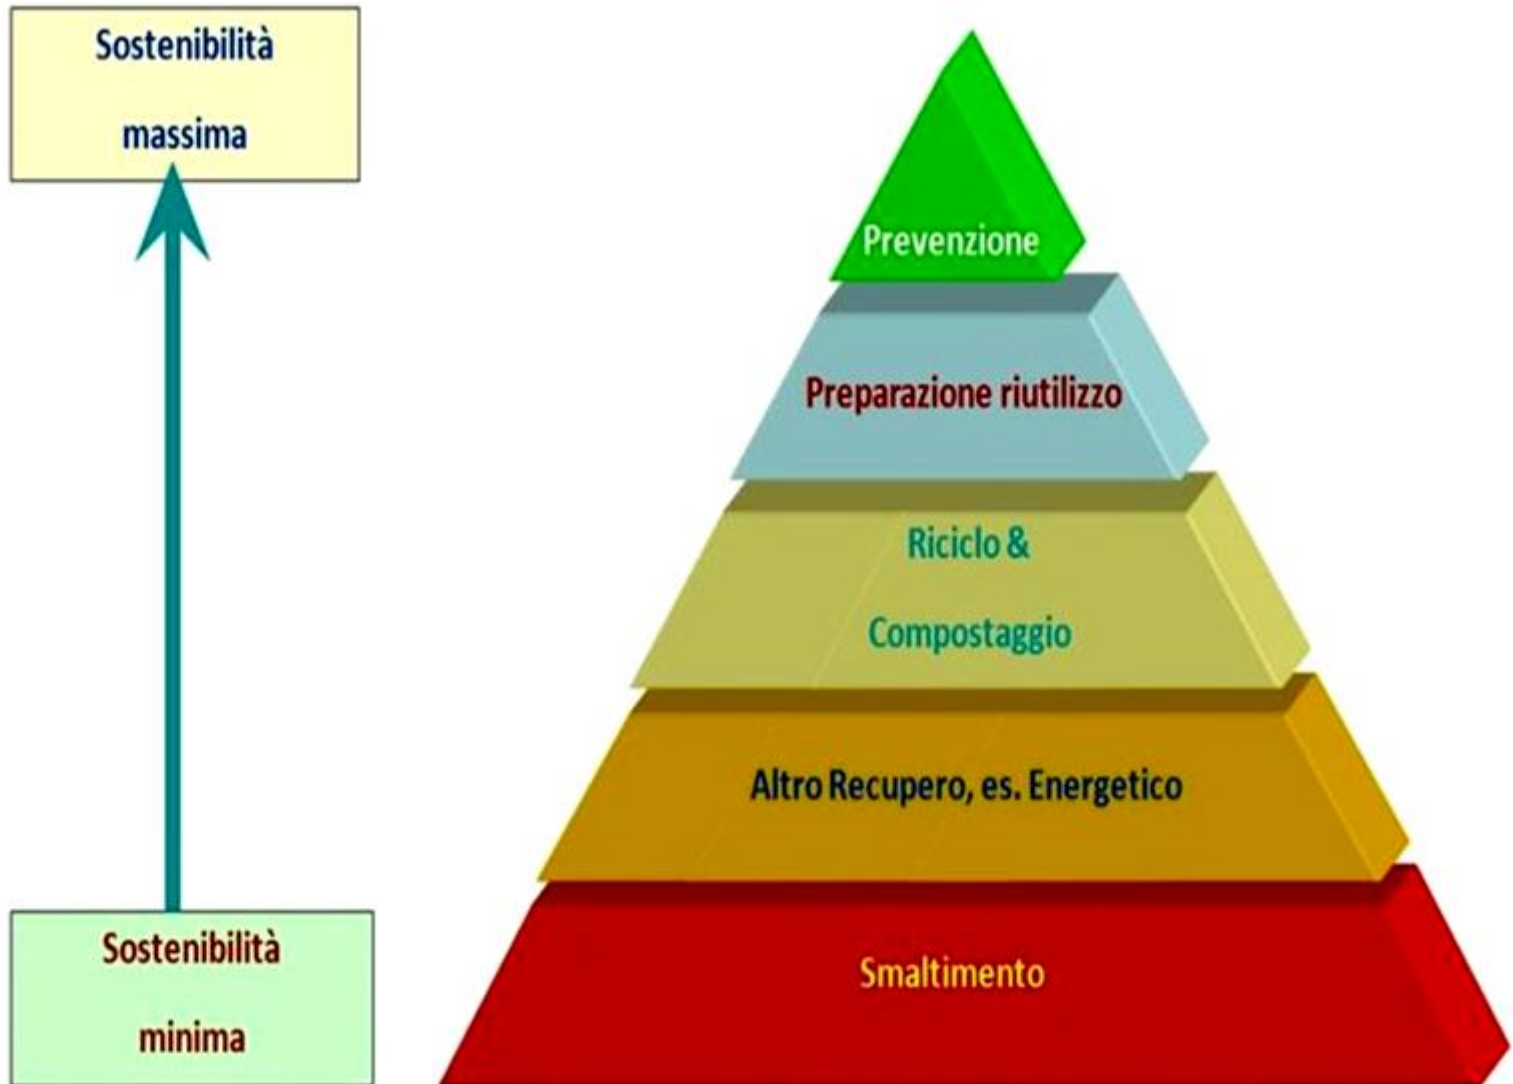 Sostenibilità
massima
Prevenzione
Preparazione riutilizzo
Riciclo &
Compostaggio
Altro Recupero, es. Energetico
Sostenibilità
minima
Smaltimento